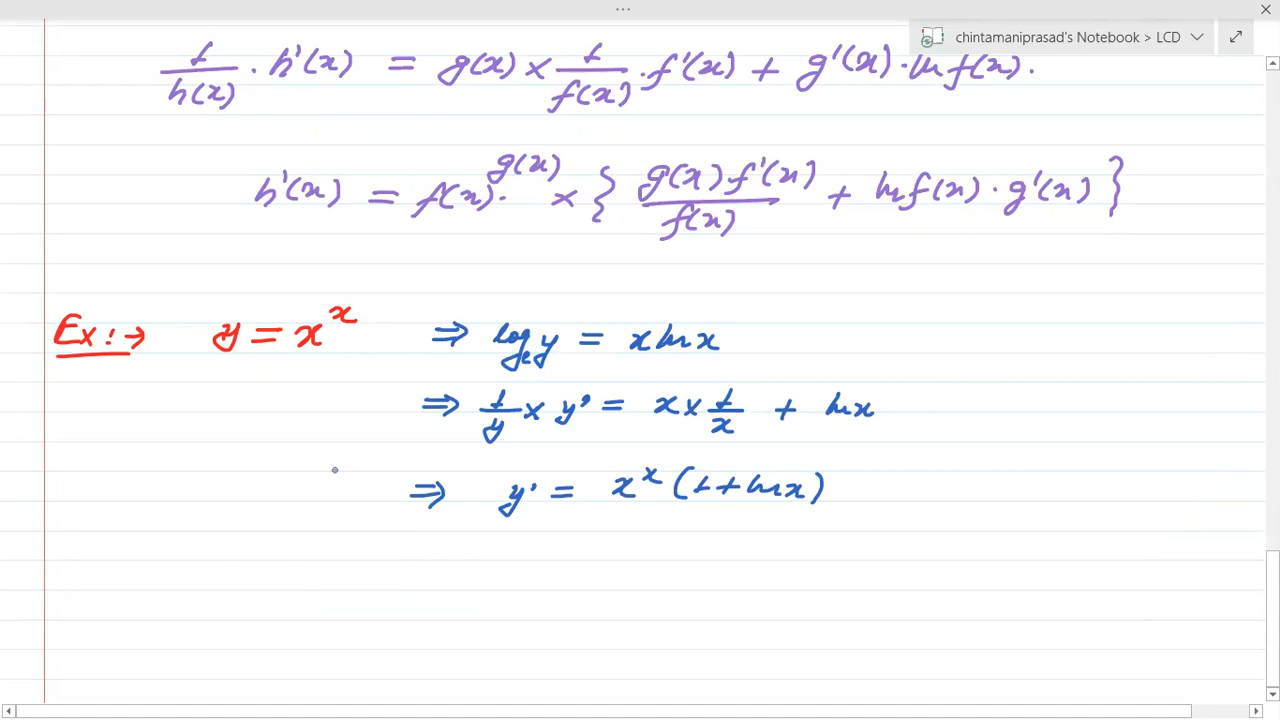 ...
chintamaniprasad's Notebook > LCD
1/h(x) · h'(x) = g(x) × 1/f(x) · f'(x) + g'(x) · ln f(x).
h'(x) = f(x)^g(x) × { g(x) f'(x) / f(x) + ln f(x) · g'(x) }
Ex:→ y = x^x ⇒ log_e y = x ln x
⇒ 1/y × y' = x × 1/x + ln x
⇒ y' = x^x (1 + ln x)